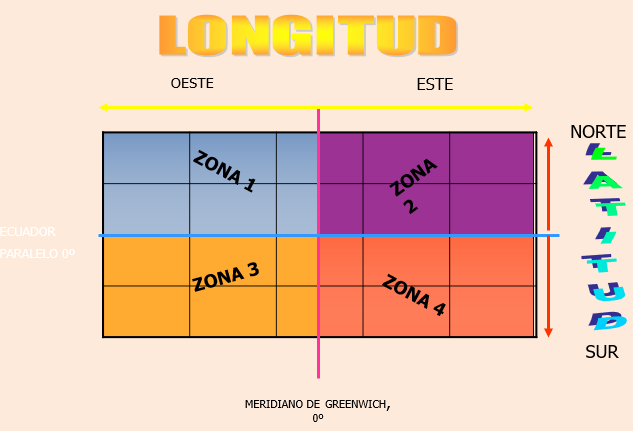 LONGITUD
OESTE
ESTE
NORTE
ZONA 1
ZONA
2
LATITUD
ECUADOR
PARALELO 0º
ZONA 3
ZONA 4
SUR
MERIDIANO DE GREENWICH,
0º